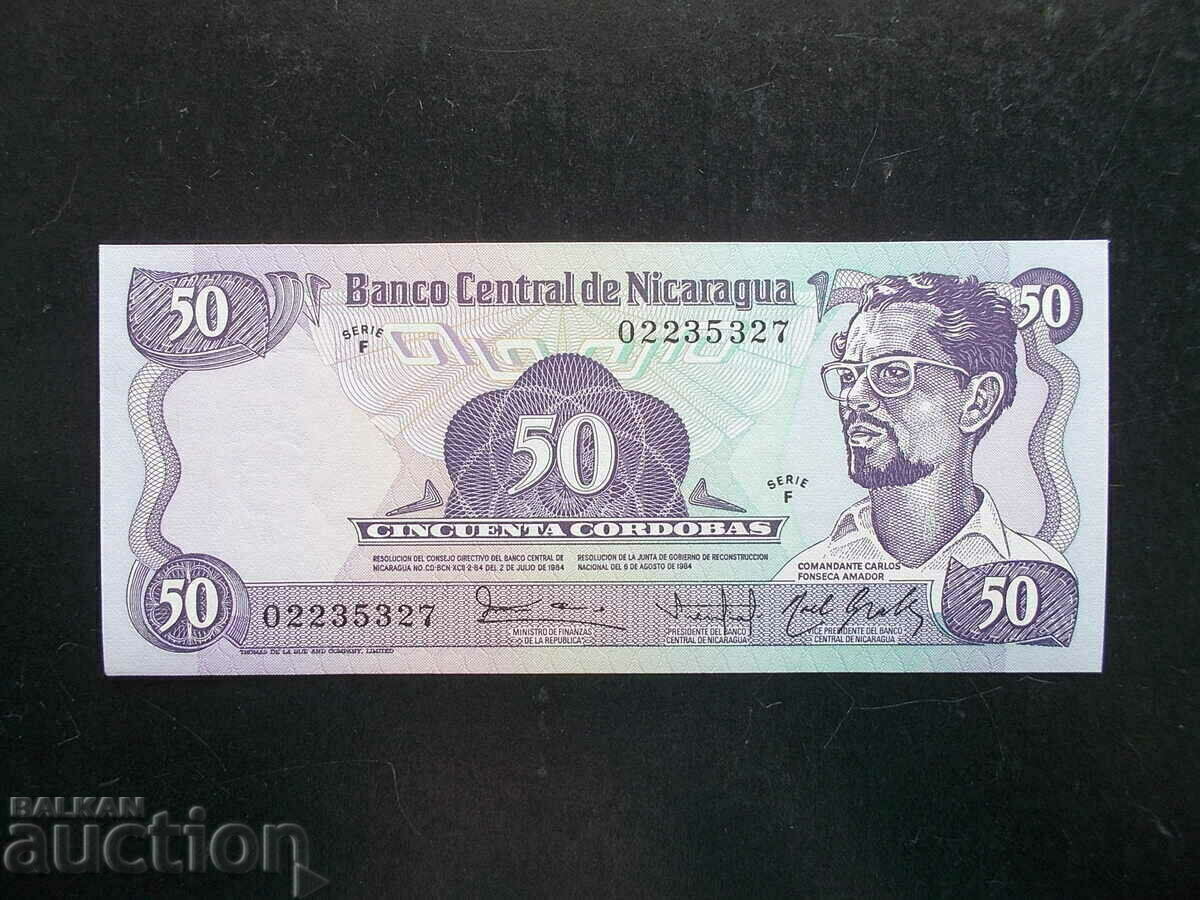 50
Banco Central de Nicaragua
50
SERIE
F
02235327
50
SERIE
F
CINCUENTA CORDOBAS
RESOLUCION DEL CONSEJO DIRECTIVO DEL BANCO CENTRAL DE
NICARAGUA NO. CD-BCN-XCII-2-84 DEL 2 DE JULIO DE 1984
RESOLUCION DE LA JUNTA DE GOBIERNO DE RECONSTRUCCION
NACIONAL DEL 6 DE AGOSTO DE 1984
COMANDANTE CARLOS
FONSECA AMADOR
50
02235327
MINISTRO DE FINANZAS
DE LA REPUBLICA
PRESIDENTE DEL BANCO
CENTRAL DE NICARAGUA
VICE PRESIDENTE DEL BANCO
CENTRAL DE NICARAGUA
50
THOMAS DE LA RUE AND COMPANY, LIMITED
BALKAN
auction